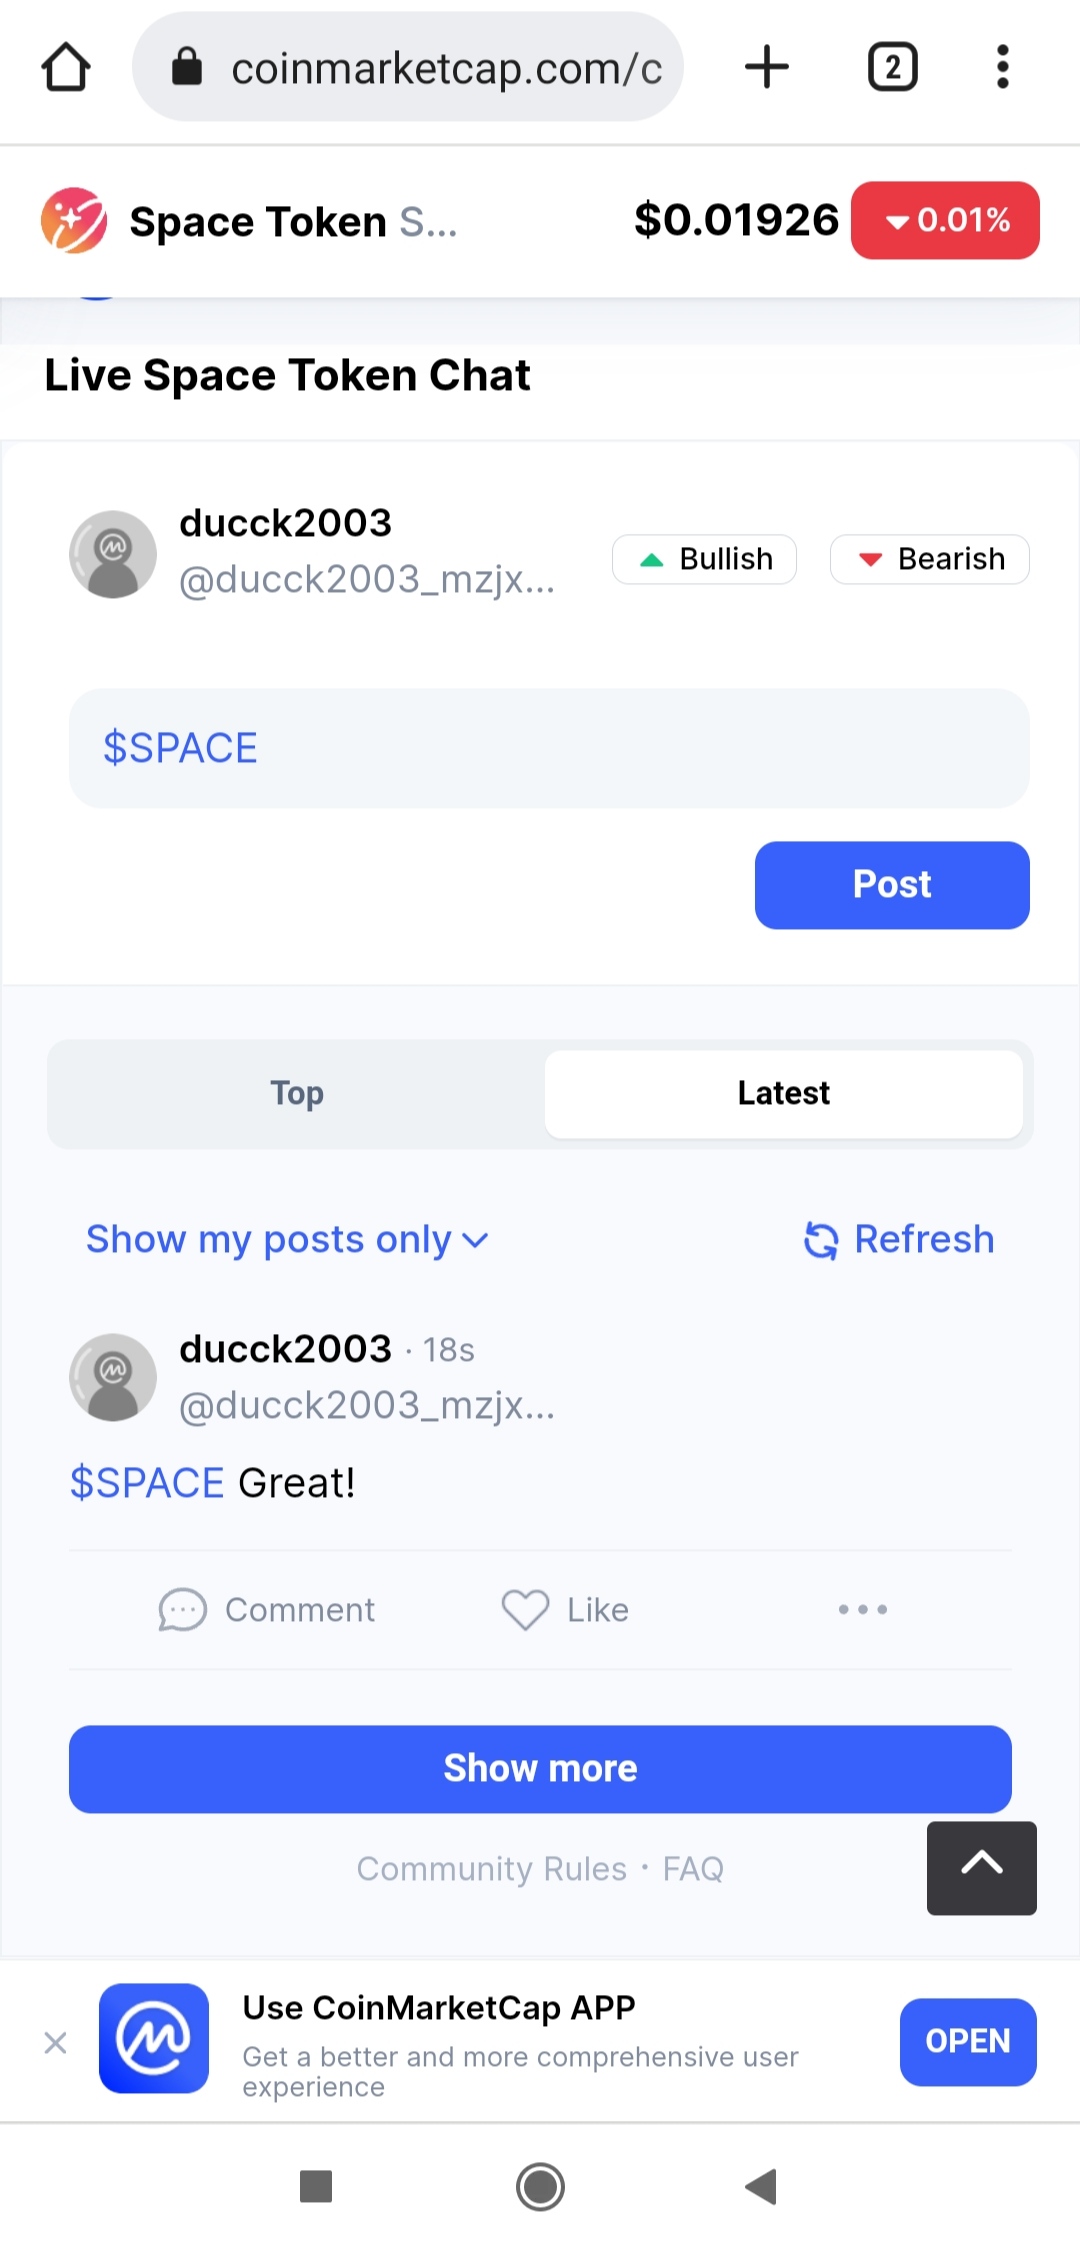 coinmarketcap.com/c
2
Space Token S...
$0.01926
0.01%
Live Space Token Chat
ducck2003
@ducck2003_mzjx...
Bullish
Bearish
$SPACE
Post
Top
Latest
Show my posts only
Refresh
ducck2003 · 18s
@ducck2003_mzjx...
$SPACE Great!
Comment
Like
Show more
Community Rules • FAQ
Use CoinMarketCap APP
Get a better and more comprehensive user
experience
OPEN